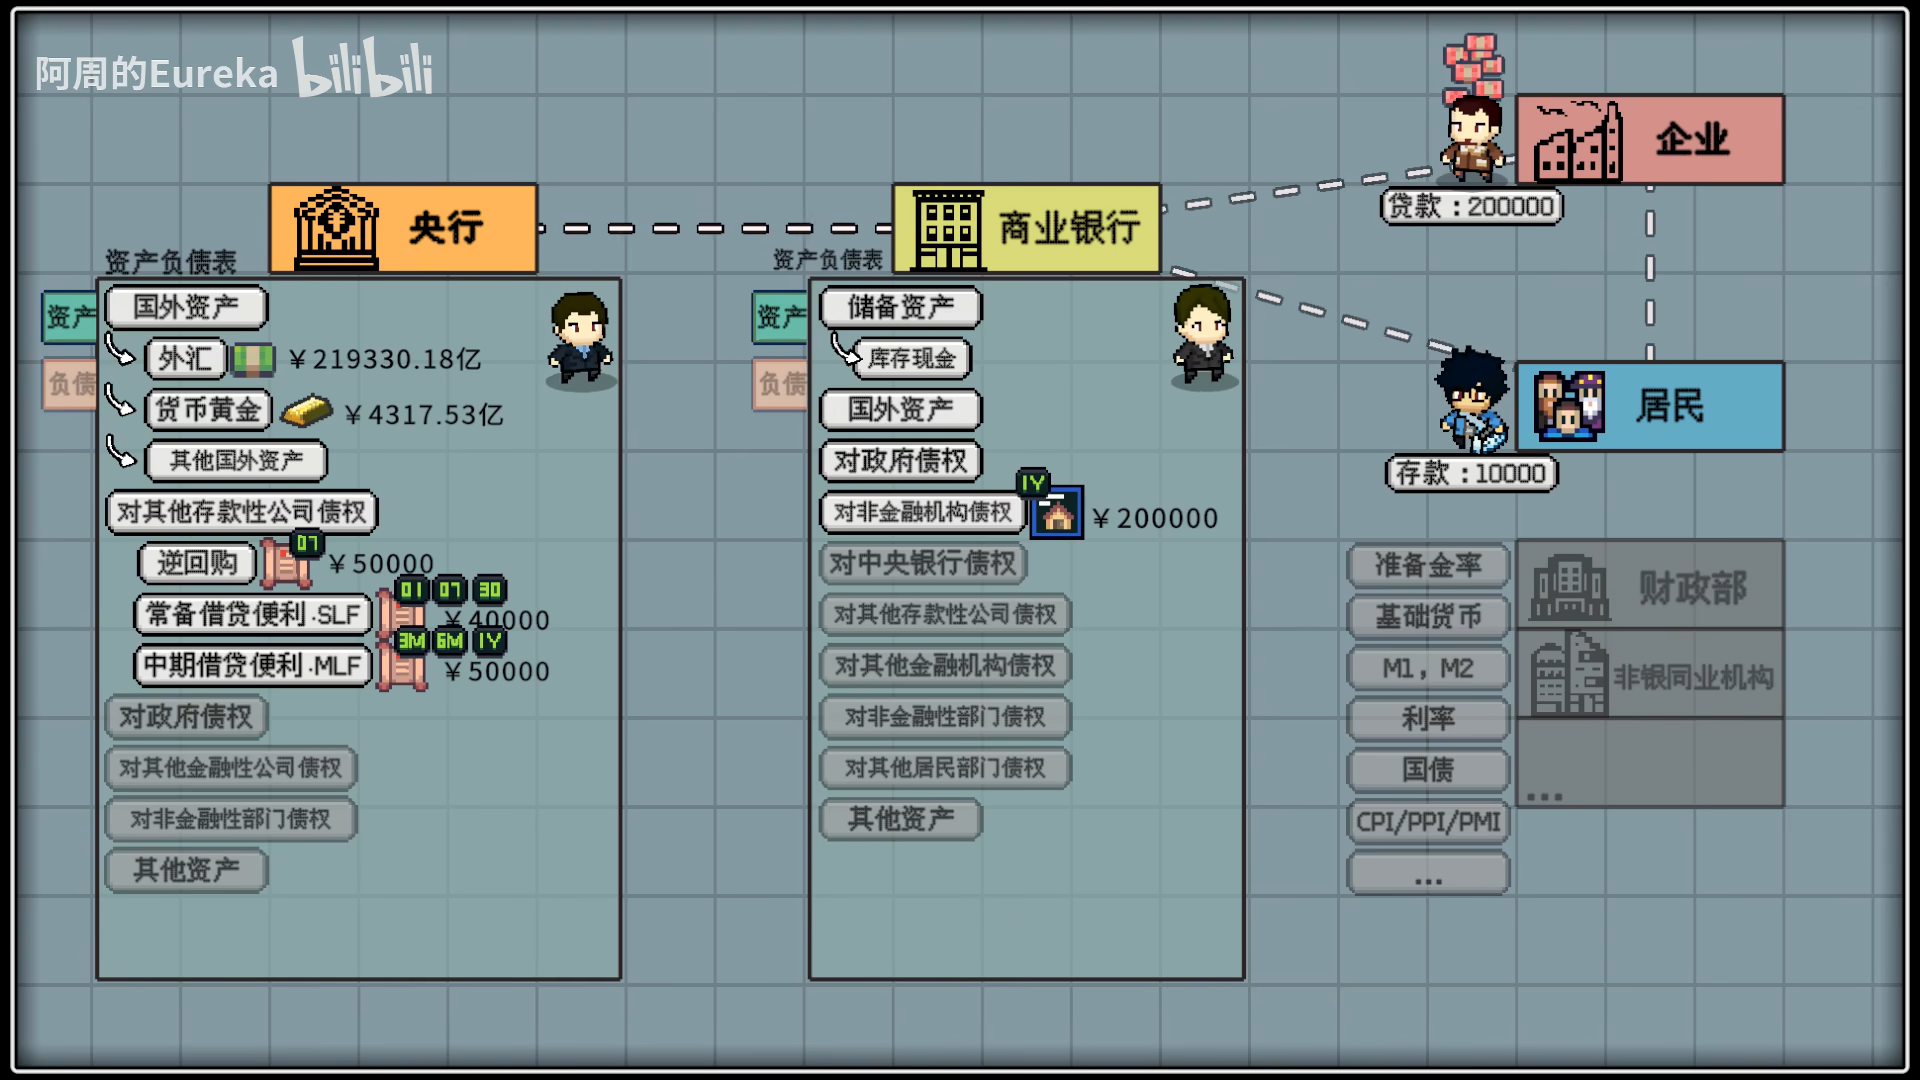 阿周的Eureka bilibili
央行
资产负债表
资产
负债
国外资产
外汇 ¥219330.18亿
货币黄金 ¥4317.53亿
其他国外资产
对其他存款性公司债权
07
逆回购 ¥50000
01 07 30
常备借贷便利.SLF ¥40000
3M 6M 1Y
中期借贷便利.MLF ¥50000
对政府债权
对其他金融性公司债权
对非金融性部门债权
其他资产
商业银行
资产负债表
资产
负债
储备资产
库存现金
国外资产
对政府债权
1Y
对非金融机构债权 ¥200000
对中央银行债权
对其他存款性公司债权
对其他金融机构债权
对非金融性部门债权
对其他居民部门债权
其他资产
企业
贷款:200000
居民
存款:10000
准备金率
基础货币
M1，M2
利率
国债
CPI/PPI/PMI
...
财政部
非银同业机构
...